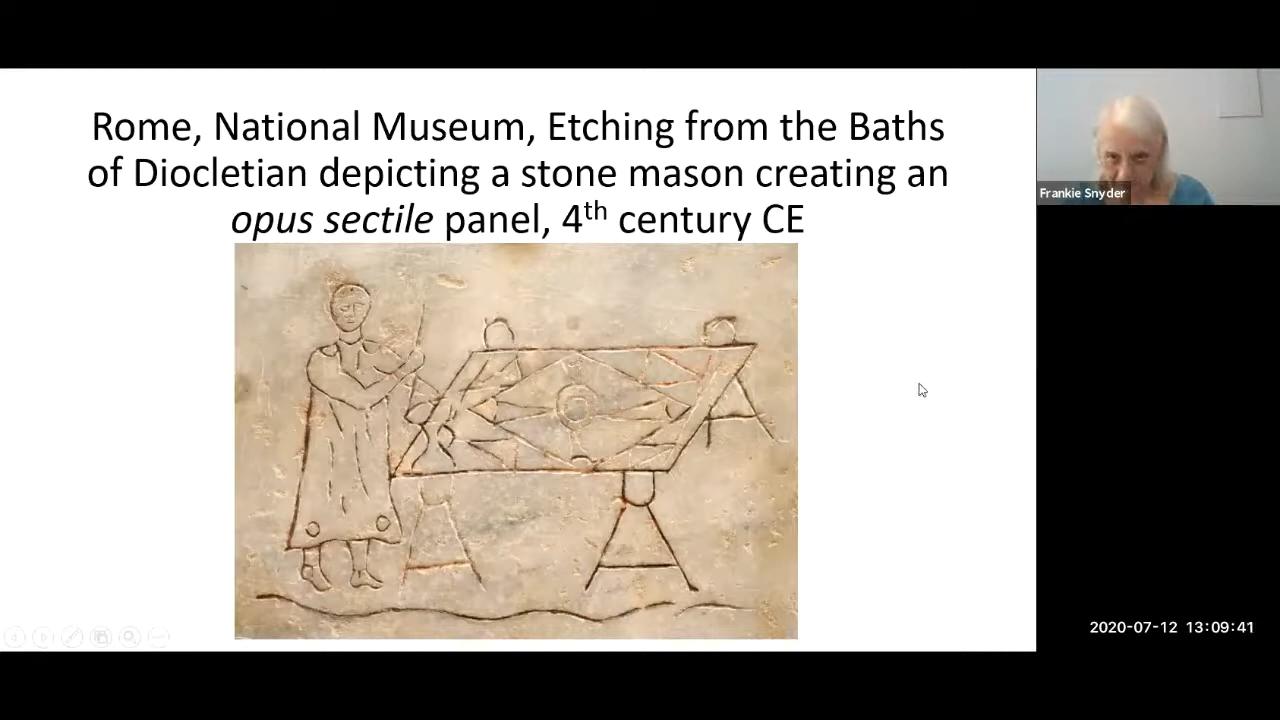 Rome, National Museum, Etching from the Baths
of Diocletian depicting a stone mason creating an
opus sectile panel, 4th century CE
Frankie Snyder
2020-07-12 13:09:41